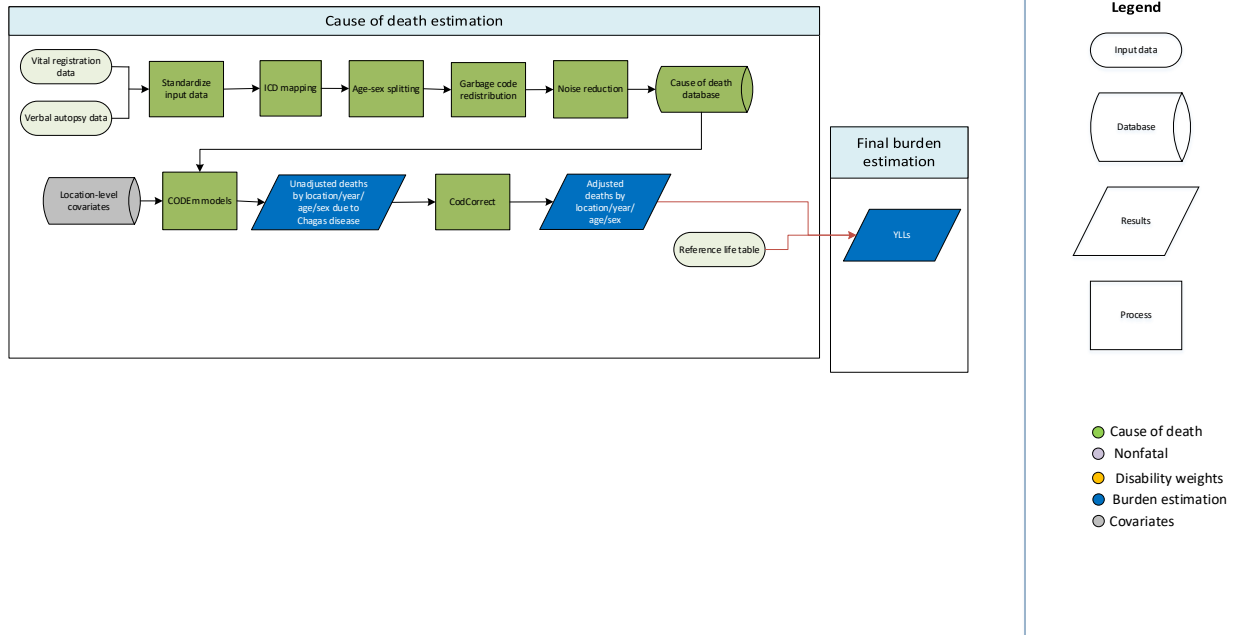 Cause of death estimation
Vital registration
data
Verbal autopsy data
Standardize
input data
ICD mapping
Age-sex splitting
Garbage code
redistribution
Noise reduction
Cause of death
database
Location-level
covariates
CODEm models
Unadjusted deaths
by location/year/
age/sex due to
Chagas disease
CodCorrect
Adjusted
deaths by
location/year/
age/sex
Reference life table
Final burden
estimation
YLLs
Legend
Input data
Database
Results
Process
Cause of death
Nonfatal
Disability weights
Burden estimation
Covariates